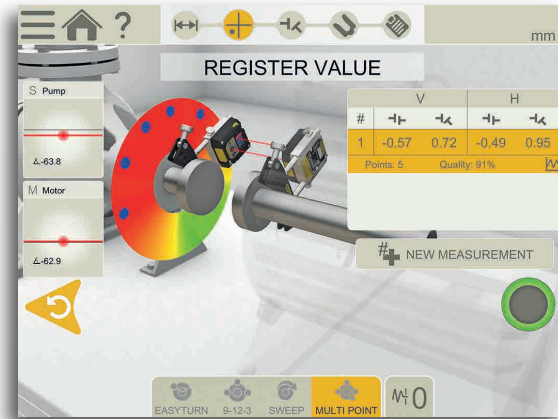 ?
mm
REGISTER VALUE
S Pump
∠-63.8
M Motor
∠-62.9
V H
#
1 -0.57 0.72 -0.49 0.95
Points: 5 Quality: 91%
# NEW MEASUREMENT
EASYTURN 9-12-3 SWEEP MULTI POINT
0